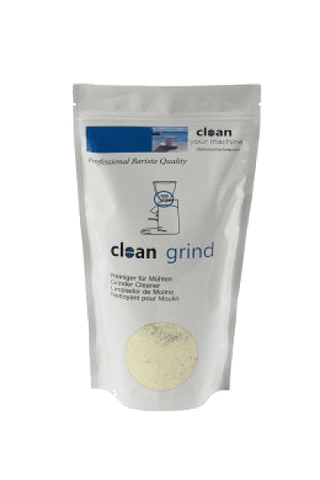 clean
your machine
Professional Barista Quality
clean grind
Reiniger für Mühlen
Grinder Cleaner
Limpiador de Molino
Nettoyant pour Moulin